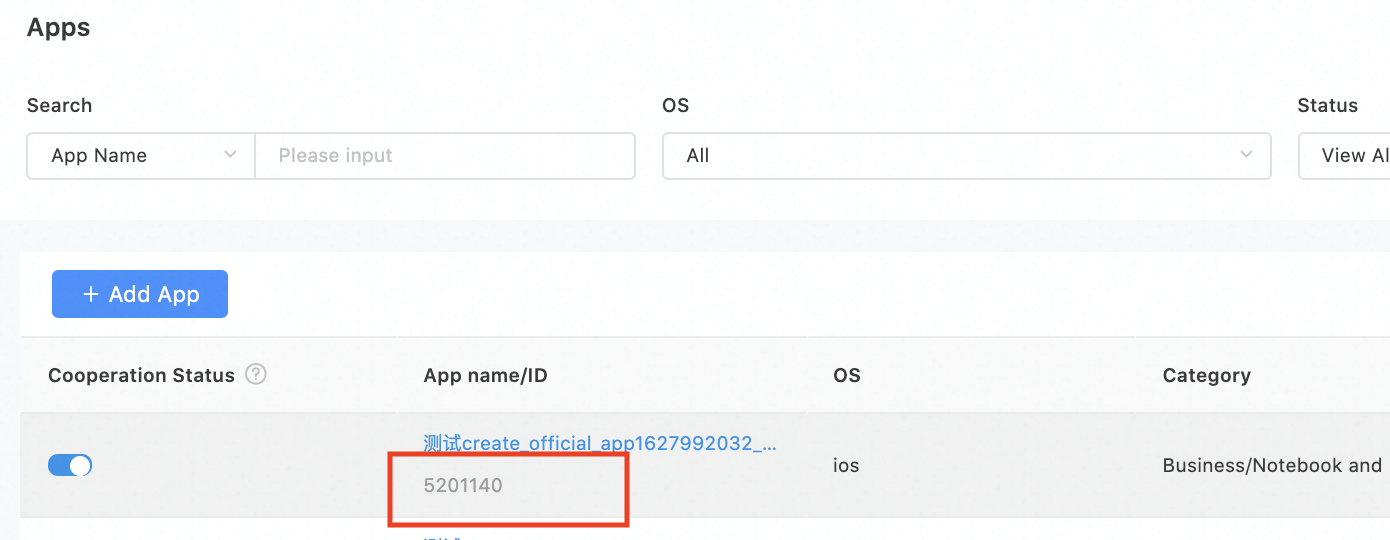 Apps
Search
OS
Status
App Name
Please input
All
View Al
+ Add App
Cooperation Status ?
App name/ID
OS
Category
测试create_official_app1627992032_...
5201140
ios
Business/Notebook and